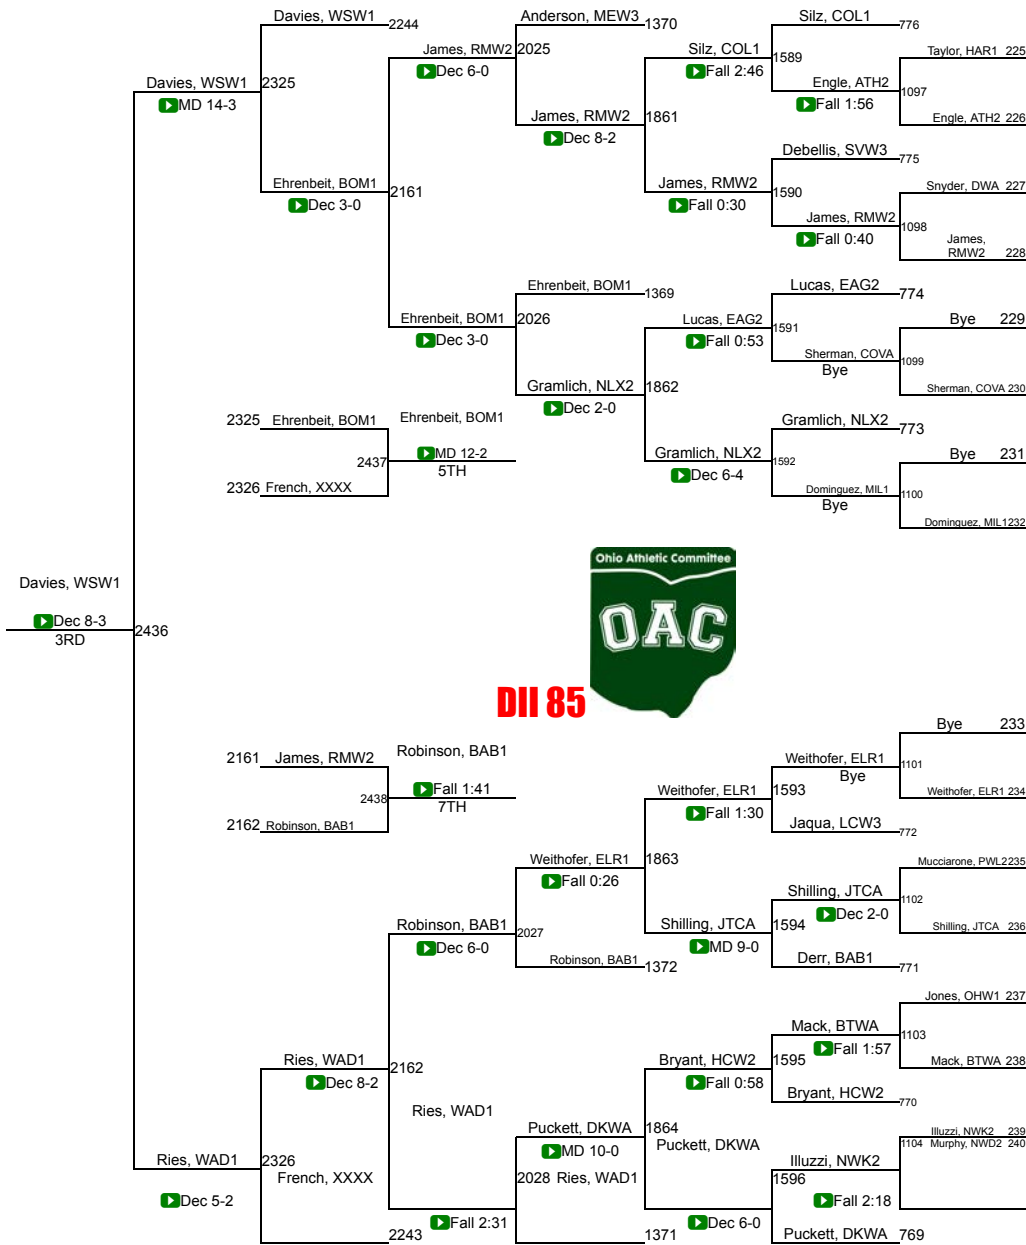 Davies, WSW1
2244
Anderson, MEW3
1370
Silz, COL1
776
James, RMW2
2025
Dec 6-0
Silz, COL1
Fall 2:46
1589
Taylor, HAR1 225
Davies, WSW1
MD 14-3
2325
Engle, ATH2
Fall 1:56
1097
James, RMW2
Dec 8-2
1861
Engle, ATH2 226
Debellis, SVW3
775
Ehrenbeit, BOM1
Dec 3-0
2161
James, RMW2
Fall 0:30
1590
Snyder, DWA 227
James, RMW2
Fall 0:40
1098
James,
RMW2 228
Ehrenbeit, BOM1
1369
Lucas, EAG2
774
Ehrenbeit, BOM1
Dec 3-0
2026
Lucas, EAG2
Fall 0:53
1591
Bye 229
Sherman, COVA
Bye
1099
Gramlich, NLX2
Dec 2-0
1862
Sherman, COVA 230
2325 Ehrenbeit, BOM1
Ehrenbeit, BOM1
Gramlich, NLX2
773
2437
MD 12-2
5TH
Gramlich, NLX2
Dec 6-4
1592
Bye 231
2326 French, XXXX
Dominguez, MIL1
Bye
1100
Dominguez, MIL1 232
Ohio Athletic Committee
OAC
Davies, WSW1
Dec 8-3
3RD
2436
DII 85
2161 James, RMW2
Robinson, BAB1
Bye 233
2438
Fall 1:41
7TH
Weithofer, ELR1
Bye
1101
2162 Robinson, BAB1
Weithofer, ELR1
Fall 1:30
1593
Weithofer, ELR1 234
Jaqua, LCW3
772
Weithofer, ELR1
Fall 0:26
1863
Mucciarone, PWL2 235
Shilling, JTCA
Dec 2-0
1102
Robinson, BAB1
Dec 6-0
2027
Shilling, JTCA
MD 9-0
1594
Shilling, JTCA 236
Robinson, BAB1
1372
Derr, BAB1
771
Jones, OHW1 237
Mack, BTWA
Fall 1:57
1103
Ries, WAD1
Dec 8-2
2162
Bryant, HCW2
Fall 0:58
1595
Mack, BTWA 238
Bryant, HCW2
770
Ries, WAD1
Puckett, DKWA
MD 10-0
1864
Puckett, DKWA
Illuzzi, NWK2 239
1104 Murphy, NWD2 240
Ries, WAD1
Dec 5-2
2326
French, XXXX
2028 Ries, WAD1
Illuzzi, NWK2
Fall 2:18
1596
2243
Fall 2:31
1371
Dec 6-0
Puckett, DKWA
769